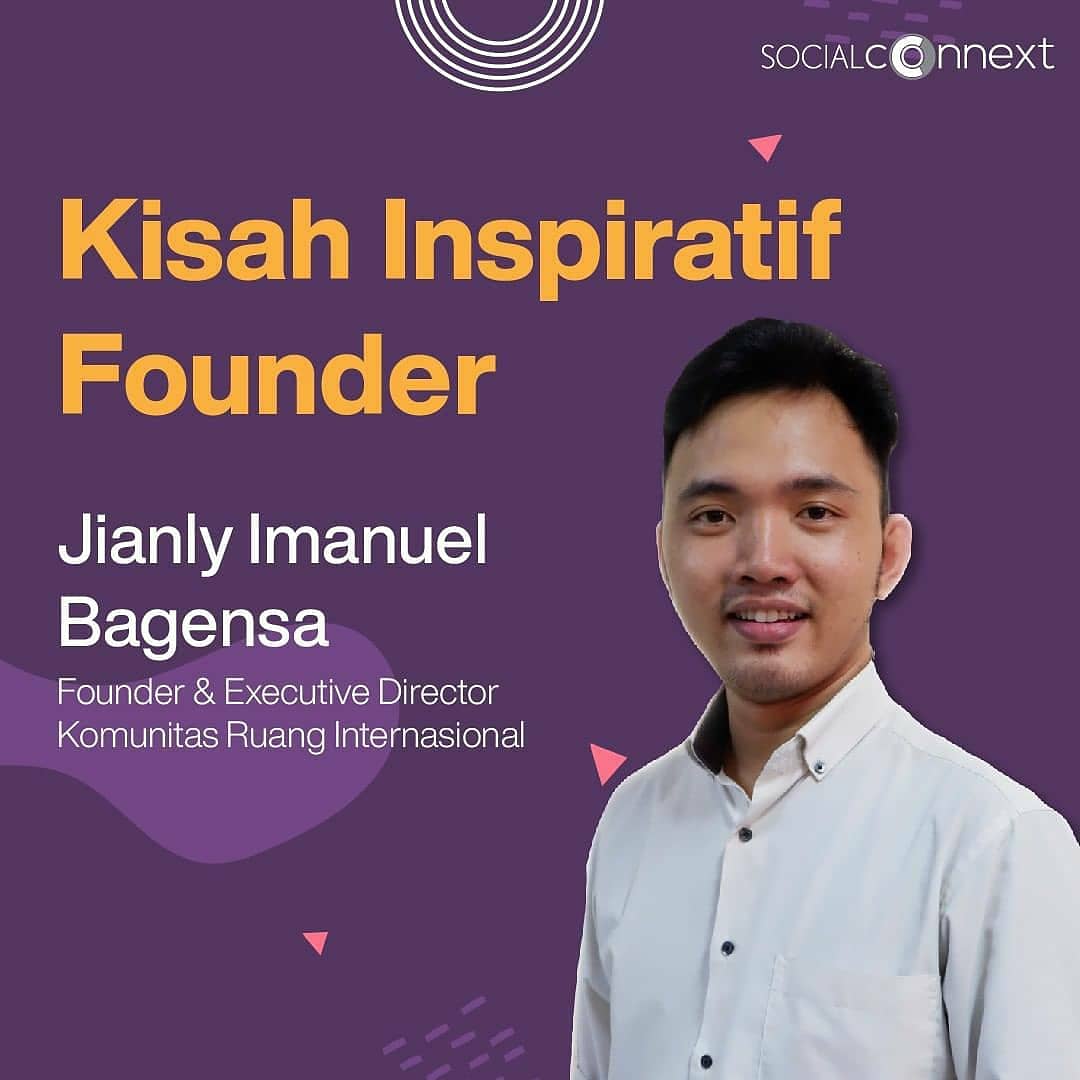 SOCIALconnext
Kisah Inspiratif
Founder
Jianly Imanuel
Bagensa
Founder & Executive Director
Komunitas Ruang Internasional